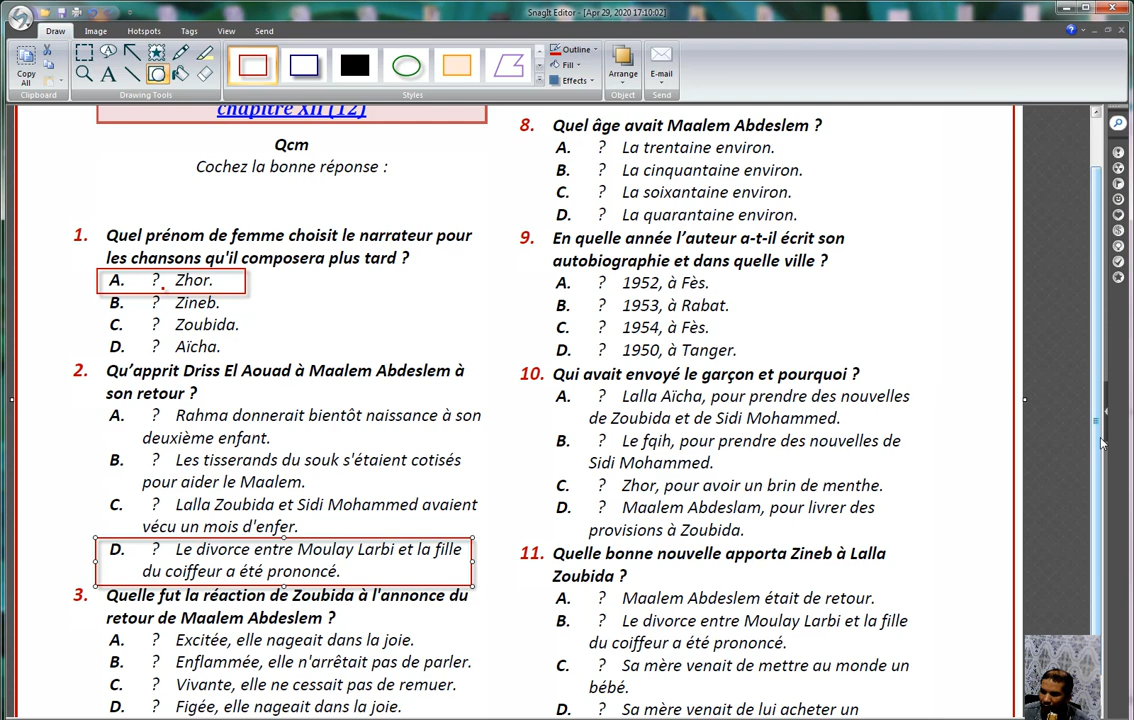 SnagIt Editor - [Apr 29, 2020 17:10:02]
Draw
Image
Hotspots
Tags
View
Send
Copy All
Clipboard
Drawing Tools
Styles
Outline
Fill
Effects
Arrange
Object
E-mail
Send
chapitre XII (12)
Qcm
Cochez la bonne réponse :
1. Quel prénom de femme choisit le narrateur pour
les chansons qu'il composera plus tard ?
A. ? Zhor.
B. ? Zineb.
C. ? Zoubida.
D. ? Aïcha.
2. Qu’apprit Driss El Aouad à Maalem Abdeslem à
son retour ?
A. ? Rahma donnerait bientôt naissance à son
deuxième enfant.
B. ? Les tisserands du souk s'étaient cotisés
pour aider le Maalem.
C. ? Lalla Zoubida et Sidi Mohammed avaient
vécu un mois d'enfer.
D. ? Le divorce entre Moulay Larbi et la fille
du coiffeur a été prononcé.
3. Quelle fut la réaction de Zoubida à l'annonce du
retour de Maalem Abdeslem ?
A. ? Excitée, elle nageait dans la joie.
B. ? Enflammée, elle n'arrêtait pas de parler.
C. ? Vivante, elle ne cessait pas de remuer.
D. ? Figée, elle nageait dans la joie.
8. Quel âge avait Maalem Abdeslem ?
A. ? La trentaine environ.
B. ? La cinquantaine environ.
C. ? La soixantaine environ.
D. ? La quarantaine environ.
9. En quelle année l’auteur a-t-il écrit son
autobiographie et dans quelle ville ?
A. ? 1952, à Fès.
B. ? 1953, à Rabat.
C. ? 1954, à Fès.
D. ? 1950, à Tanger.
10. Qui avait envoyé le garçon et pourquoi ?
A. ? Lalla Aïcha, pour prendre des nouvelles
de Zoubida et de Sidi Mohammed.
B. ? Le fqih, pour prendre des nouvelles de
Sidi Mohammed.
C. ? Zhor, pour avoir un brin de menthe.
D. ? Maalem Abdeslam, pour livrer des
provisions à Zoubida.
11. Quelle bonne nouvelle apporta Zineb à Lalla
Zoubida ?
A. ? Maalem Abdeslem était de retour.
B. ? Le divorce entre Moulay Larbi et la fille
du coiffeur a été prononcé.
C. ? Sa mère venait de mettre au monde un
bébé.
D. ? Sa mère venait de lui acheter un